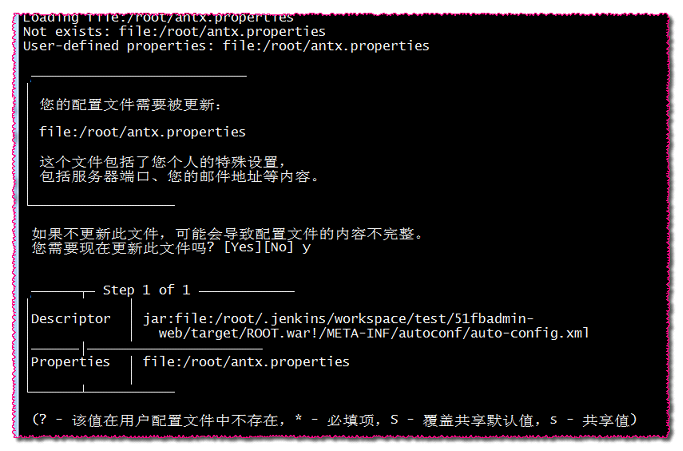 Loading file:/root/antx.properties
Not exists: file:/root/antx.properties
User-defined properties: file:/root/antx.properties
您的配置文件需要被更新：
file:/root/antx.properties
这个文件包括了您个人的特殊设置，
包括服务器端口、您的邮件地址等内容。
如果不更新此文件，可能会导致配置文件的内容不完整。
您需要现在更新此文件吗? [Yes][No] y
Step 1 of 1
Descriptor jar:file:/root/.jenkins/workspace/test/51fbadmin-
web/target/ROOT.war!/META-INF/autoconf/auto-config.xml
Properties file:/root/antx.properties
(? - 该值在用户配置文件中不存在，* - 必填项，S - 覆盖共享默认值，s - 共享值)